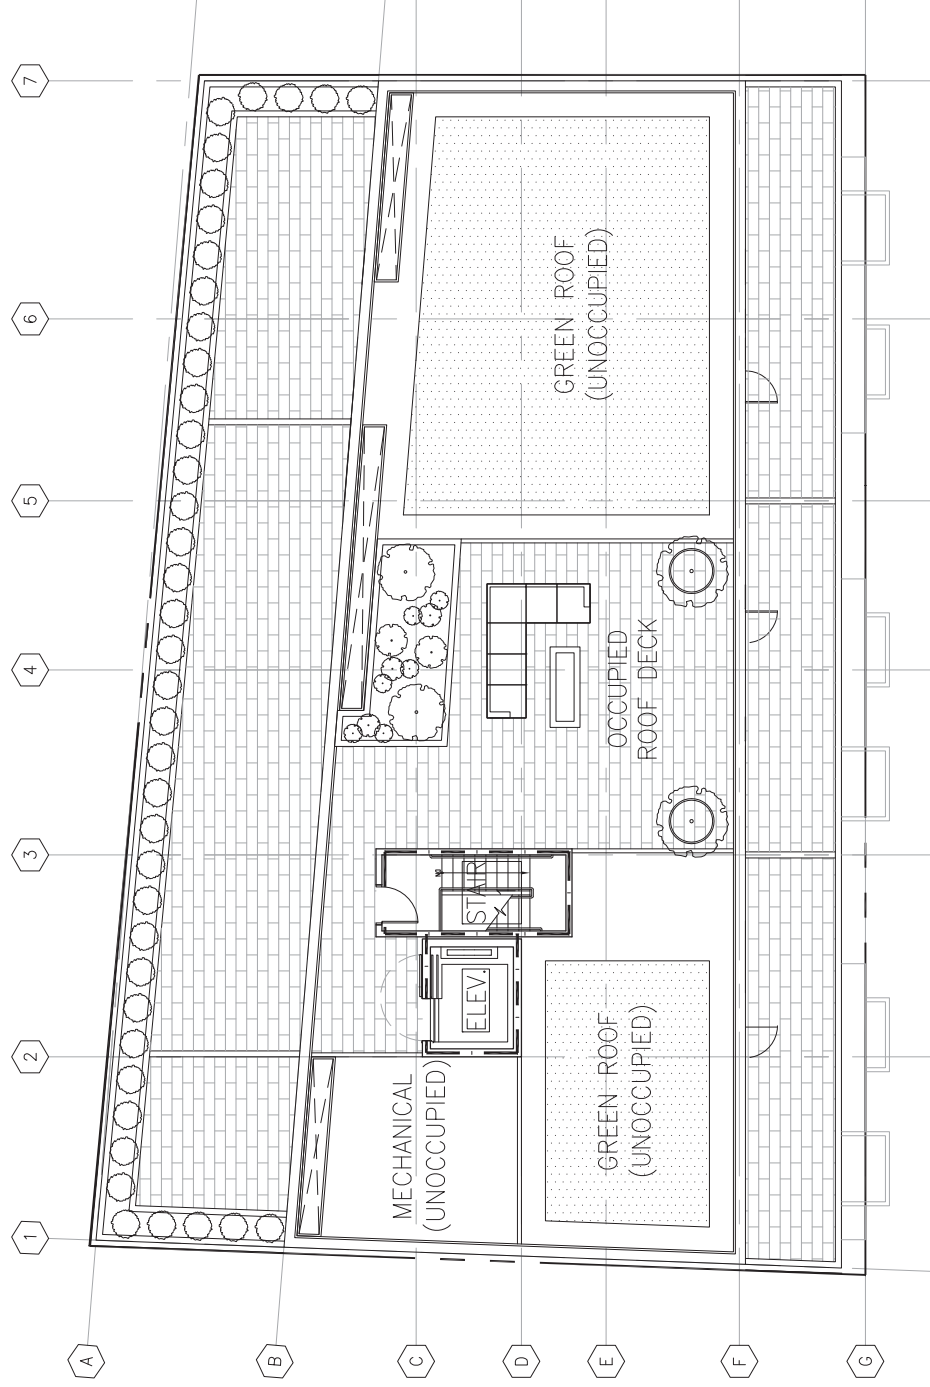 7
6
5
4
3
2
1
A
B
C
D
E
F
G
GREEN ROOF
(UNOCCUPIED)
OCCUPIED
ROOF DECK
STAIR
ELEV.
MECHANICAL
(UNOCCUPIED)
GREEN ROOF
(UNOCCUPIED)